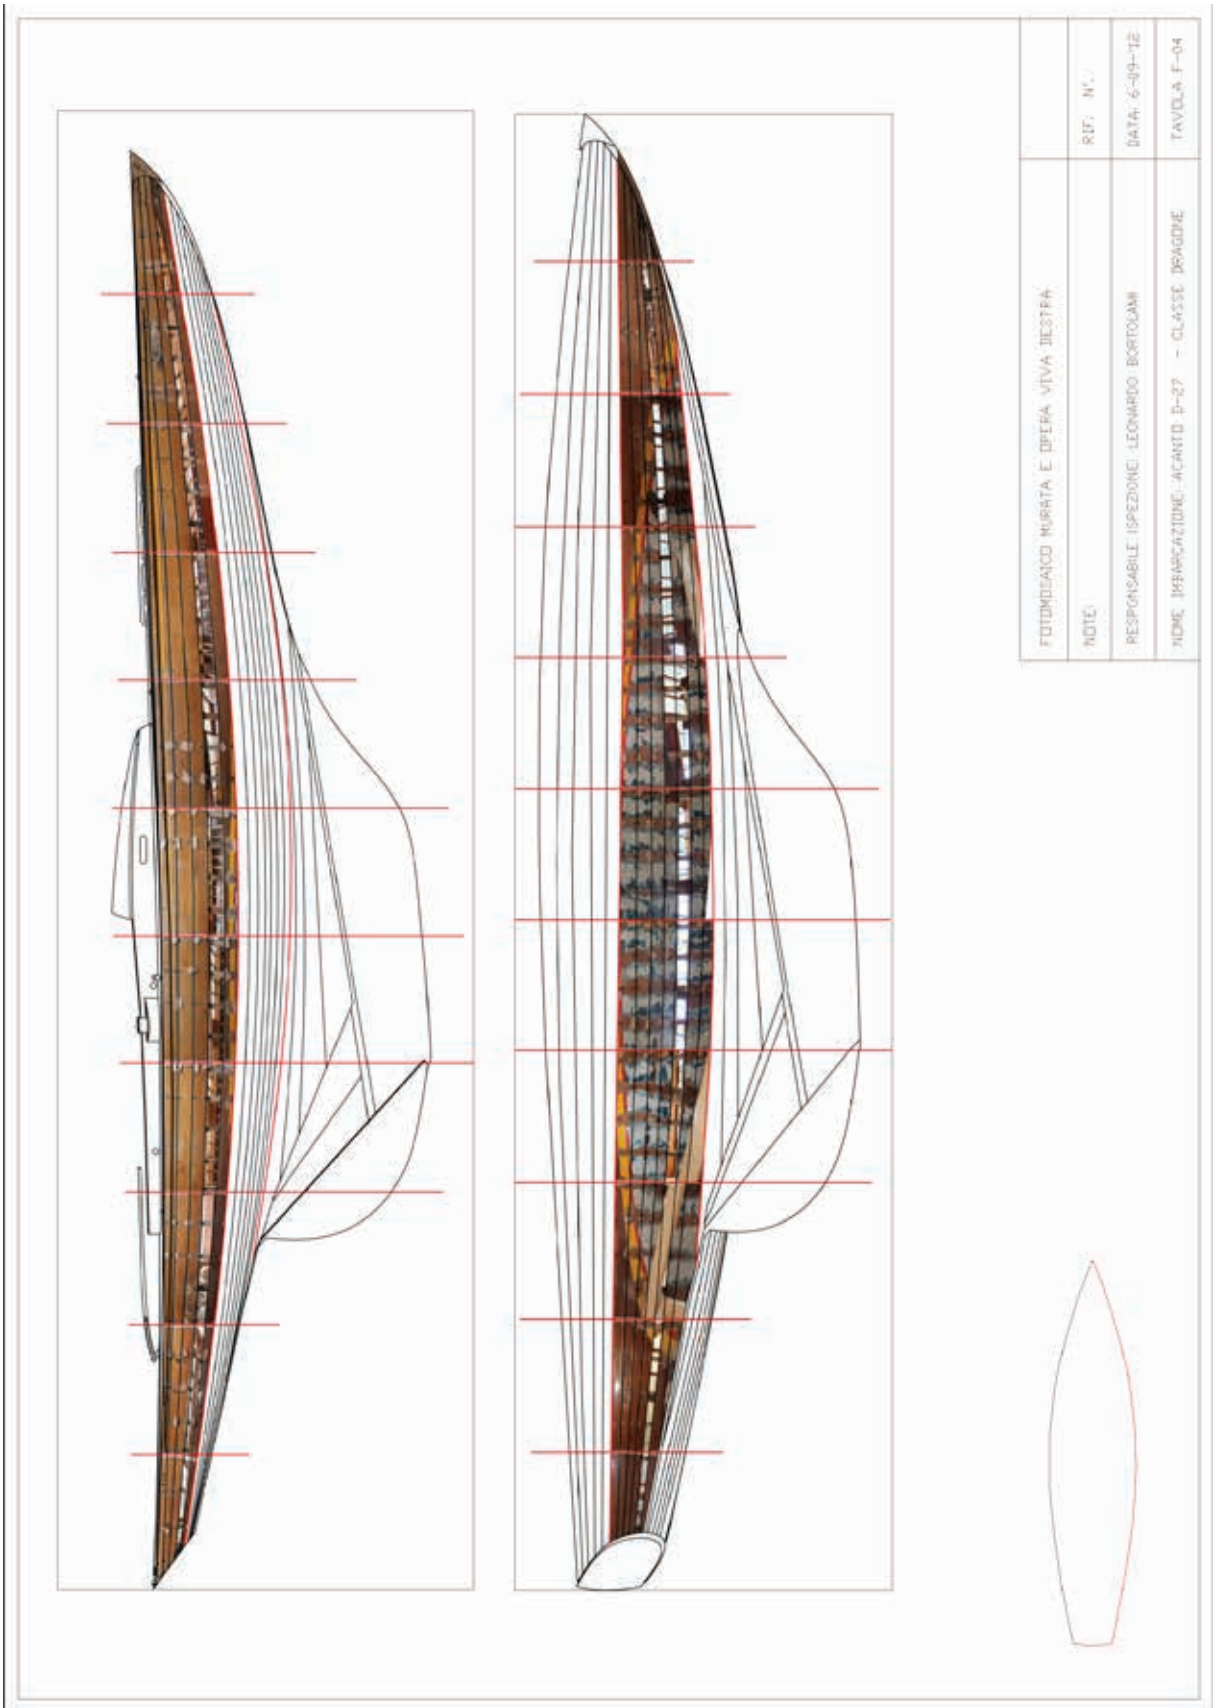 FOTOMOSAICO MURATA E OPERA VIVA DESTRA
NOTE:
RIF: N°.
RESPONSABILE ISPEZIONE: LEONARDO BORTOLAMI
DATA: 6-09-'12
NOME IMBARCAZIONE: ACANTO D-27 - CLASSE DRAGONE
TAVOLA F-04